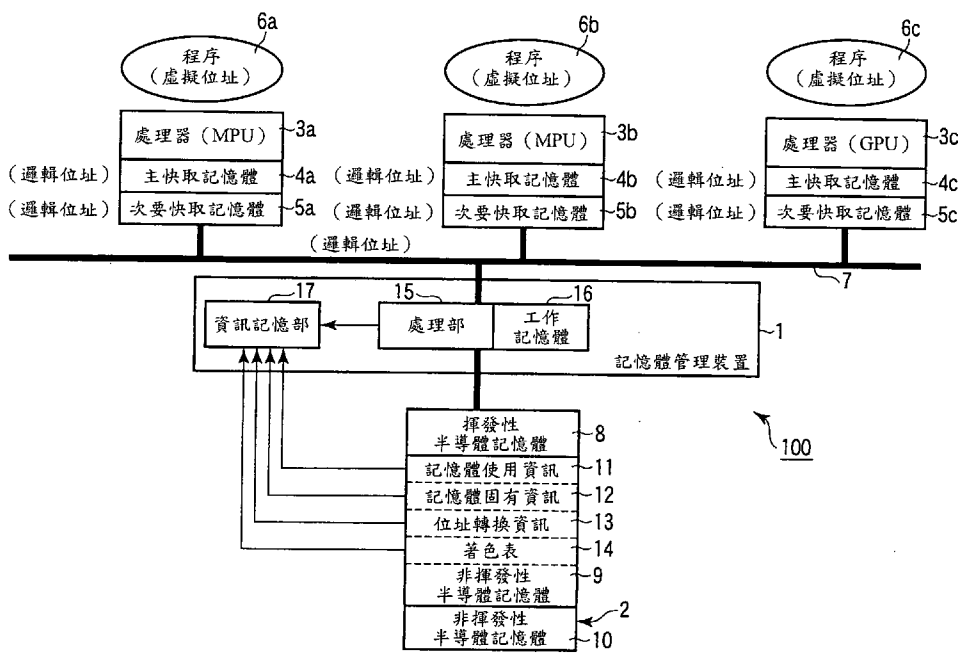 6a
6b
6c
程序
(虛擬位址)
程序
(虛擬位址)
程序
(虛擬位址)
處理器(MPU)
3a
處理器(MPU)
3b
處理器(GPU)
3c
(邏輯位址)
主快取記憶體
4a
(邏輯位址)
主快取記憶體
4b
(邏輯位址)
主快取記憶體
4c
(邏輯位址)
次要快取記憶體
5a
(邏輯位址)
次要快取記憶體
5b
(邏輯位址)
次要快取記憶體
5c
(邏輯位址)
7
17
15
16
資訊記憶部
處理部
工作
記憶體
1
記憶體管理裝置
揮發性
半導體記憶體
8
100
記憶體使用資訊
11
記憶體固有資訊
12
位址轉換資訊
13
著色表
14
非揮發性
半導體記憶體
9
非揮發性
半導體記憶體
2
10